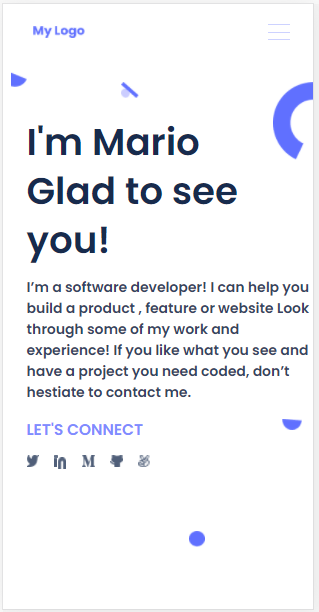 My Logo
I'm Mario
Glad to see
you!
I'm a software developer! I can help you
build a product , feature or website Look
through some of my work and
experience! If you like what you see and
have a project you need coded, don't
hestiate to contact me.
LET'S CONNECT